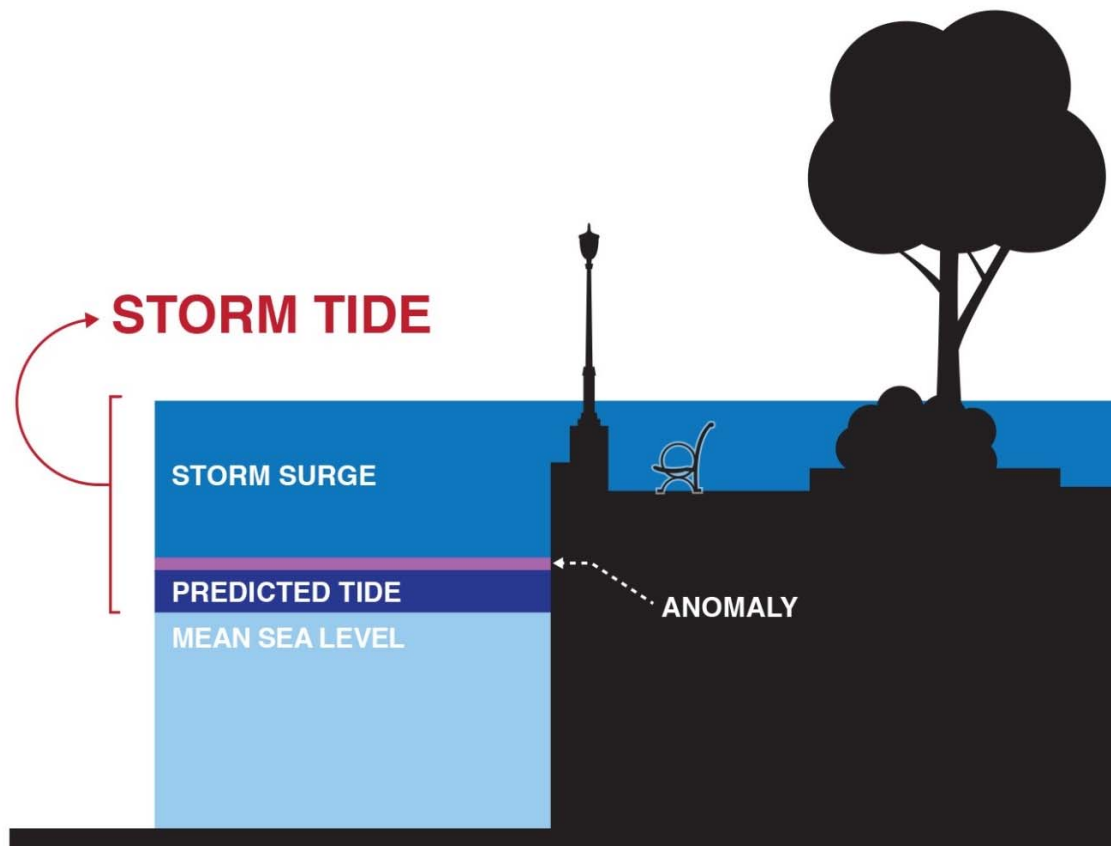 STORM TIDE
STORM SURGE
PREDICTED TIDE
ANOMALY
MEAN SEA LEVEL